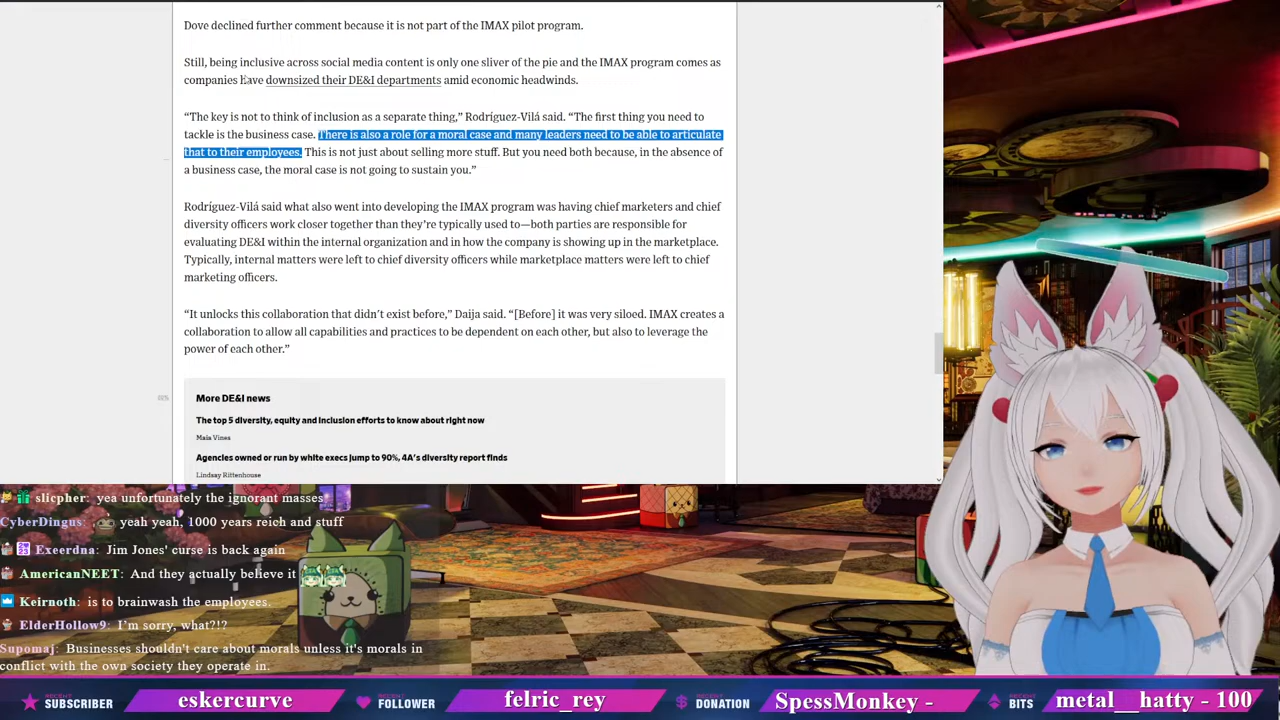 Dove declined further comment because it is not part of the IMAX pilot program.
Still, being inclusive across social media content is only one sliver of the pie and the IMAX program comes as
companies have downsized their DE&I departments amid economic headwinds.
“The key is not to think of inclusion as a separate thing,” Rodríguez-Vilá said. “The first thing you need to
tackle is the business case. There is also a role for a moral case and many leaders need to be able to articulate
that to their employees. This is not just about selling more stuff. But you need both because, in the absence of
a business case, the moral case is not going to sustain you.”
Rodríguez-Vilá said what also went into developing the IMAX program was having chief marketers and chief
diversity officers work closer together than they’re typically used to—both parties are responsible for
evaluating DE&I within the internal organization and in how the company is showing up in the marketplace.
Typically, internal matters were left to chief diversity officers while marketplace matters were left to chief
marketing officers.
“It unlocks this collaboration that didn’t exist before,” Daija said. “[Before] it was very siloed. IMAX creates a
collaboration to allow all capabilities and practices to be dependent on each other, but also to leverage the
power of each other.”
More DE&I news
The top 5 diversity, equity and inclusion efforts to know about right now
Maia Vines
Agencies owned or run by white execs jump to 90%, 4A’s diversity report finds
Lindsay Rittenhouse
slicpher: yea unfortunately the ignorant masses
CyberDingus: yeah yeah, 1000 years reich and stuff
Exeerdna: Jim Jones' curse is back again
AmericanNEET: And they actually believe it
Keirnoth: is to brainwash the employees.
ElderHollow9: I’m sorry, what?!?
Supomaj: Businesses shouldn't care about morals unless it's morals in
conflict with the own society they operate in.
RECENT SUBSCRIBER eskercurve RECENT FOLLOWER felric_rey RECENT DONATION SpessMonkey - RECENT BITS metal__hatty - 100